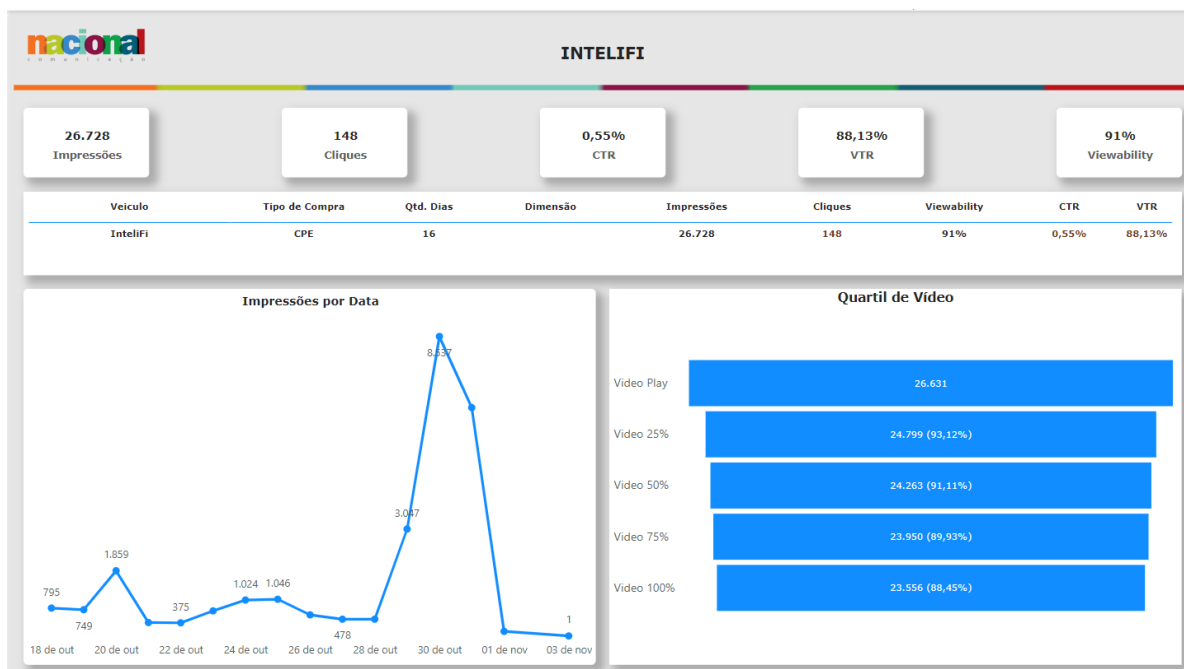 nacional
comunicação
INTELIFI
26.728
Impressões
148
Cliques
0,55%
CTR
88,13%
VTR
91%
Viewability
Veiculo Tipo de Compra Qtd. Dias Dimensão Impressões Cliques Viewability CTR VTR
InteliFi CPE 16 26.728 148 91% 0,55% 88,13%
Impressões por Data
8.537
3.047
1.859
1.024 1.046
795
375
749
478
1
18 de out 20 de out 22 de out 24 de out 26 de out 28 de out 30 de out 01 de nov 03 de nov
Quartil de Vídeo
Video Play 26.631
Video 25% 24.799 (93,12%)
Video 50% 24.263 (91,11%)
Video 75% 23.950 (89,93%)
Video 100% 23.556 (88,45%)